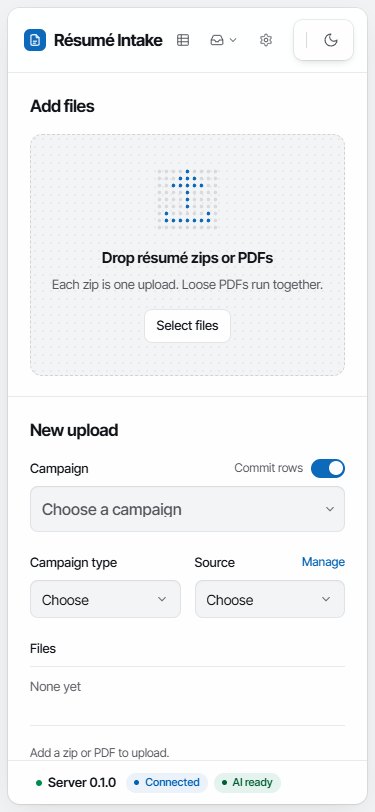 Résumé Intake
Add files
Drop résumé zips or PDFs
Each zip is one upload. Loose PDFs run together.
Select files
New upload
Campaign
Commit rows
Choose a campaign
Campaign type
Source
Manage
Choose
Choose
Files
None yet
Add a zip or PDF to upload.
Server 0.1.0
Connected
AI ready